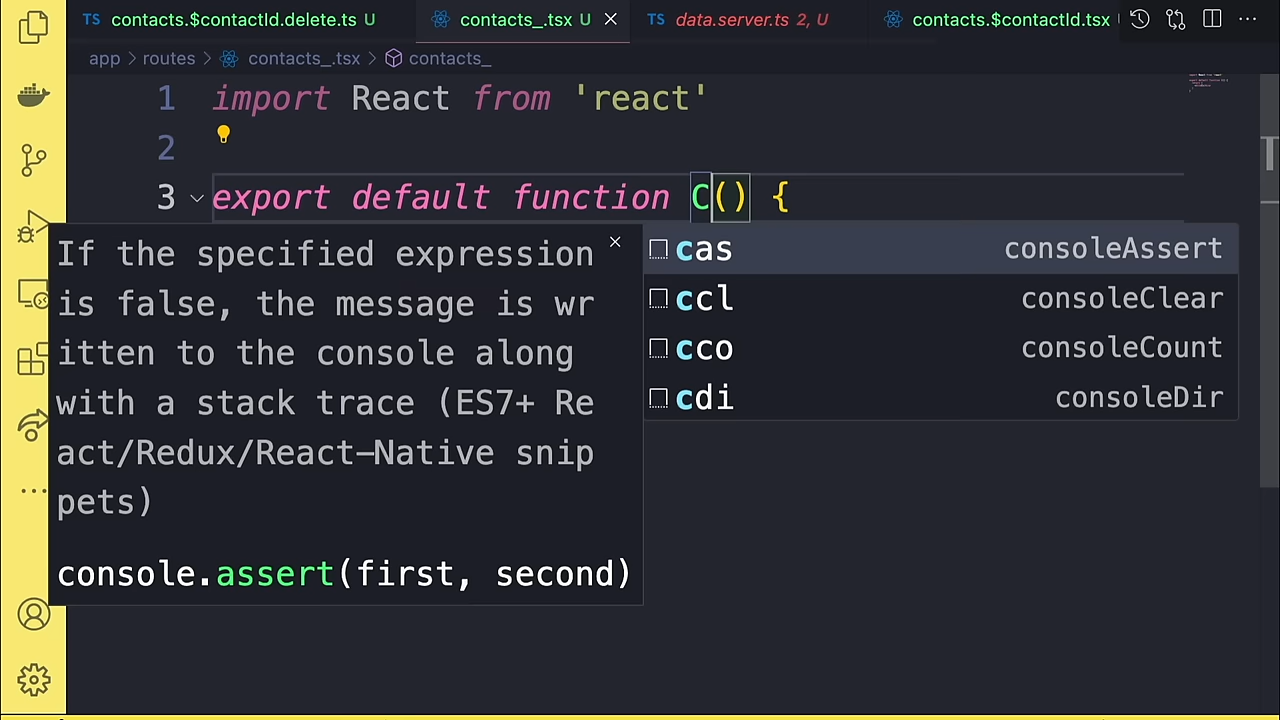 TS contacts.$contactId.delete.ts U
contacts_.tsx U
TS data.server.ts 2, U
contacts.$contactId.tsx
app > routes > contacts_.tsx > contacts_
1 import React from 'react'
2
3 export default function C() {
If the specified expression
is false, the message is wr
itten to the console along
with a stack trace (ES7+ Re
act/Redux/React-Native snip
pets)
console.assert(first, second)
cas consoleAssert
ccl consoleClear
cco consoleCount
cdi consoleDir